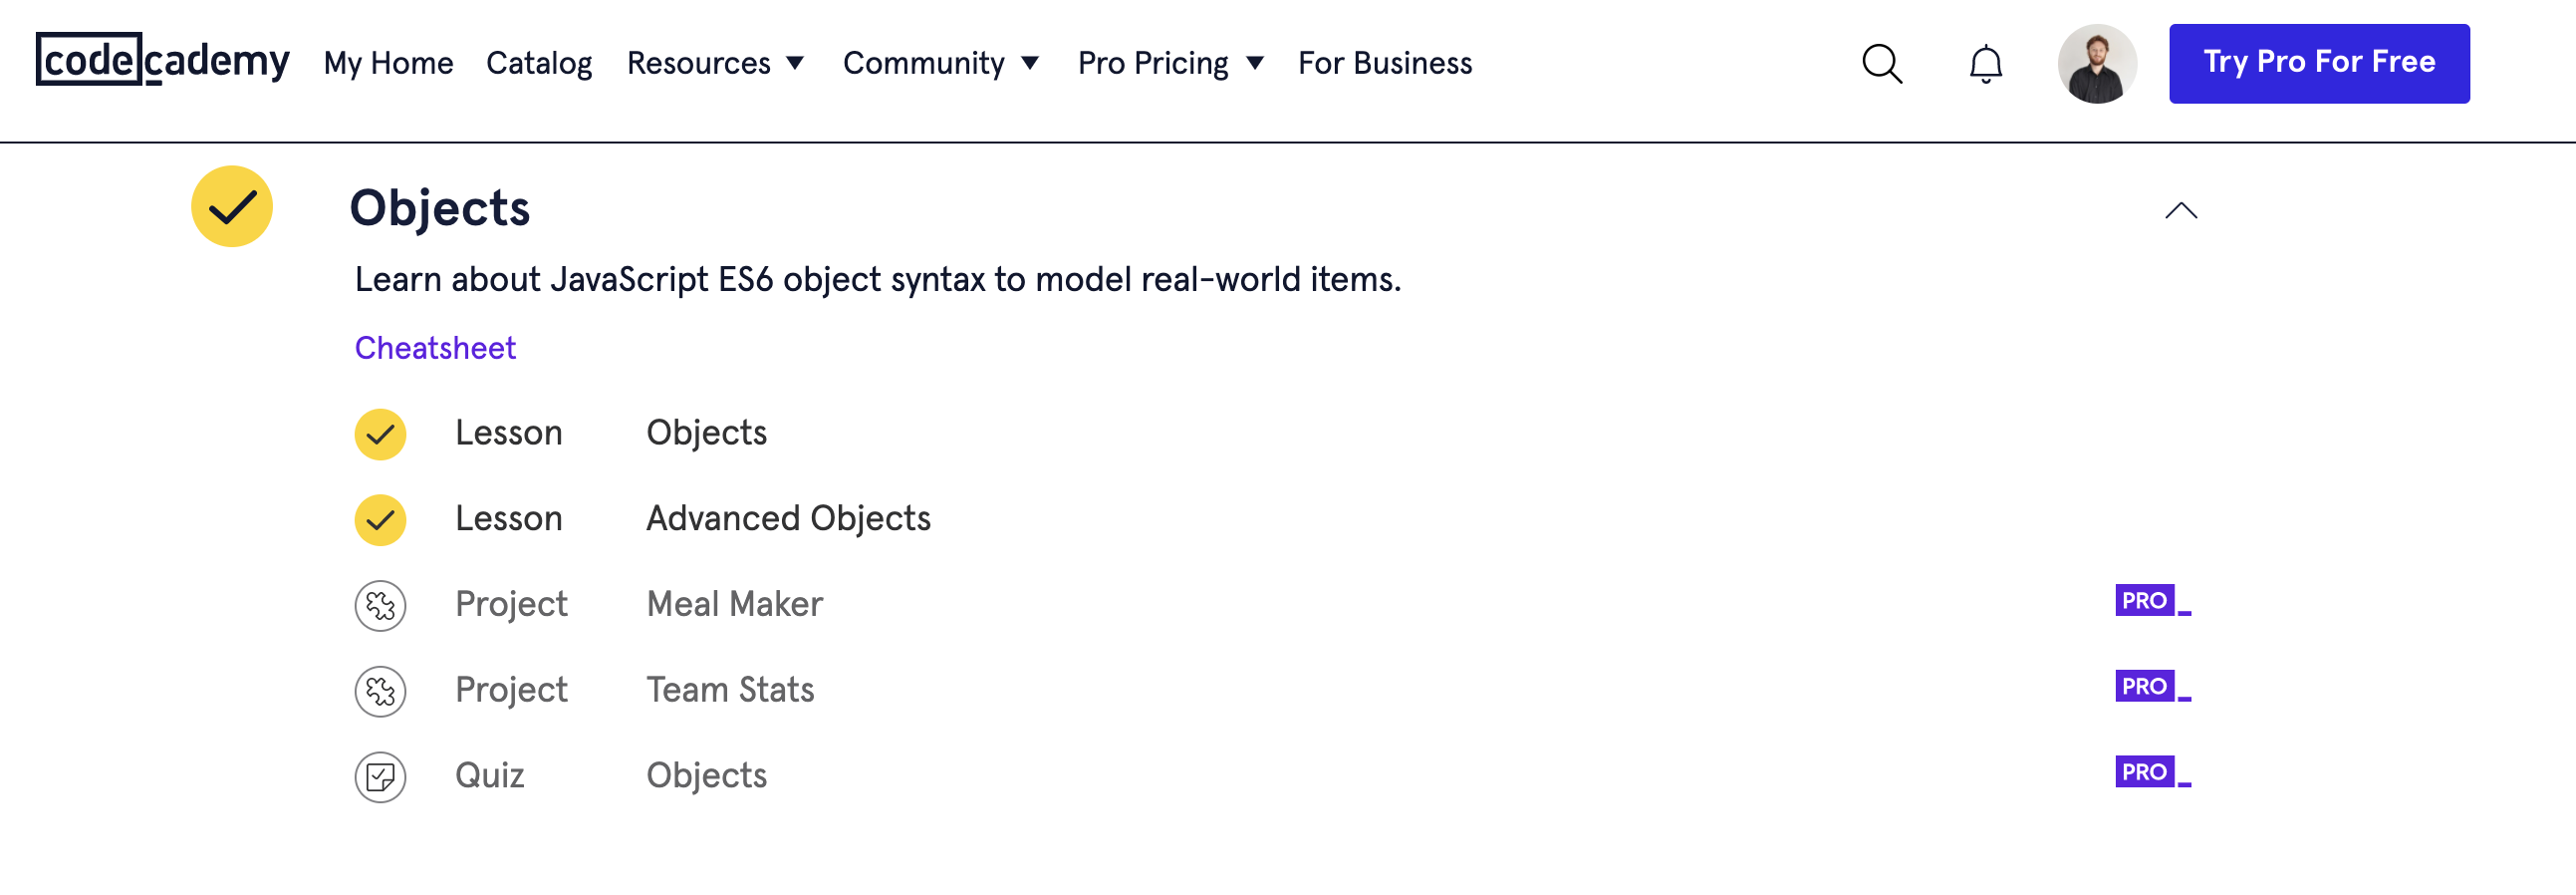 codecademy My Home Catalog Resources Community Pro Pricing For Business Try Pro For Free
Objects
Learn about JavaScript ES6 object syntax to model real-world items.
Cheatsheet
Lesson Objects
Lesson Advanced Objects
Project Meal Maker PRO
Project Team Stats PRO
Quiz Objects PRO